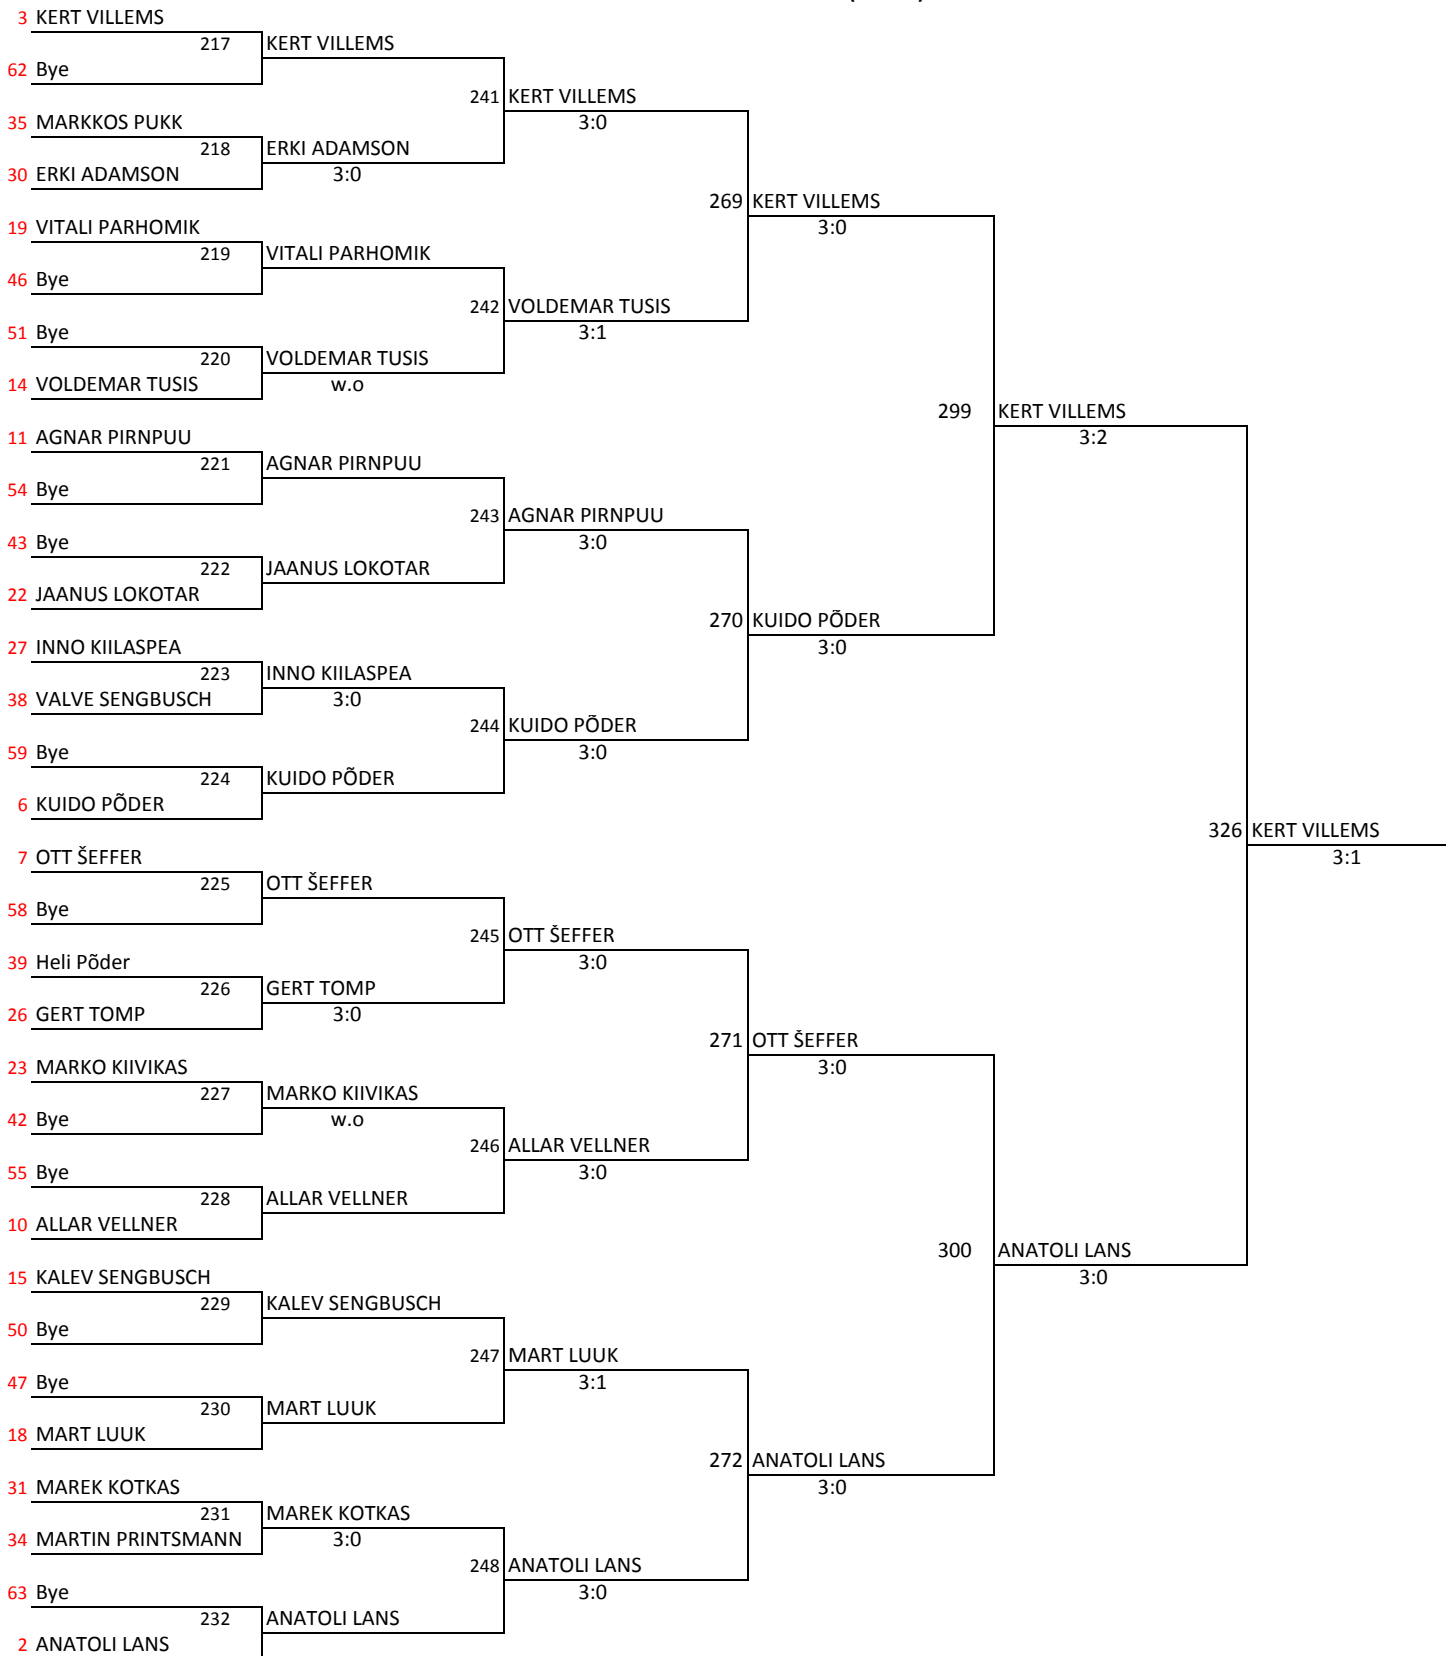 3 KERT VILLEMS
217 KERT VILLEMS
62 Bye
241 KERT VILLEMS
3:0
35 MARKKOS PUKK
218 ERKI ADAMSON
3:0
30 ERKI ADAMSON
269 KERT VILLEMS
3:0
19 VITALI PARHOMIK
219 VITALI PARHOMIK
46 Bye
242 VOLDEMAR TUSIS
3:1
51 Bye
220 VOLDEMAR TUSIS
w.o
14 VOLDEMAR TUSIS
299 KERT VILLEMS
3:2
11 AGNAR PIRNPUU
221 AGNAR PIRNPUU
54 Bye
243 AGNAR PIRNPUU
3:0
43 Bye
222 JAANUS LOKOTAR
22 JAANUS LOKOTAR
270 KUIDO PÕDER
3:0
27 INNO KIILASPEA
223 INNO KIILASPEA
3:0
38 VALVE SENGBUSCH
244 KUIDO PÕDER
3:0
59 Bye
224 KUIDO PÕDER
6 KUIDO PÕDER
326 KERT VILLEMS
3:1
7 OTT ŠEFFER
225 OTT ŠEFFER
58 Bye
245 OTT ŠEFFER
3:0
39 Heli Põder
226 GERT TOMP
3:0
26 GERT TOMP
271 OTT ŠEFFER
3:0
23 MARKO KIIVIKAS
227 MARKO KIIVIKAS
w.o
42 Bye
246 ALLAR VELLNER
3:0
55 Bye
228 ALLAR VELLNER
10 ALLAR VELLNER
300 ANATOLI LANS
3:0
15 KALEV SENGBUSCH
229 KALEV SENGBUSCH
50 Bye
247 MART LUUK
3:1
47 Bye
230 MART LUUK
18 MART LUUK
272 ANATOLI LANS
3:0
31 MAREK KOTKAS
231 MAREK KOTKAS
3:0
34 MARTIN PRINTSMANN
248 ANATOLI LANS
3:0
63 Bye
232 ANATOLI LANS
2 ANATOLI LANS